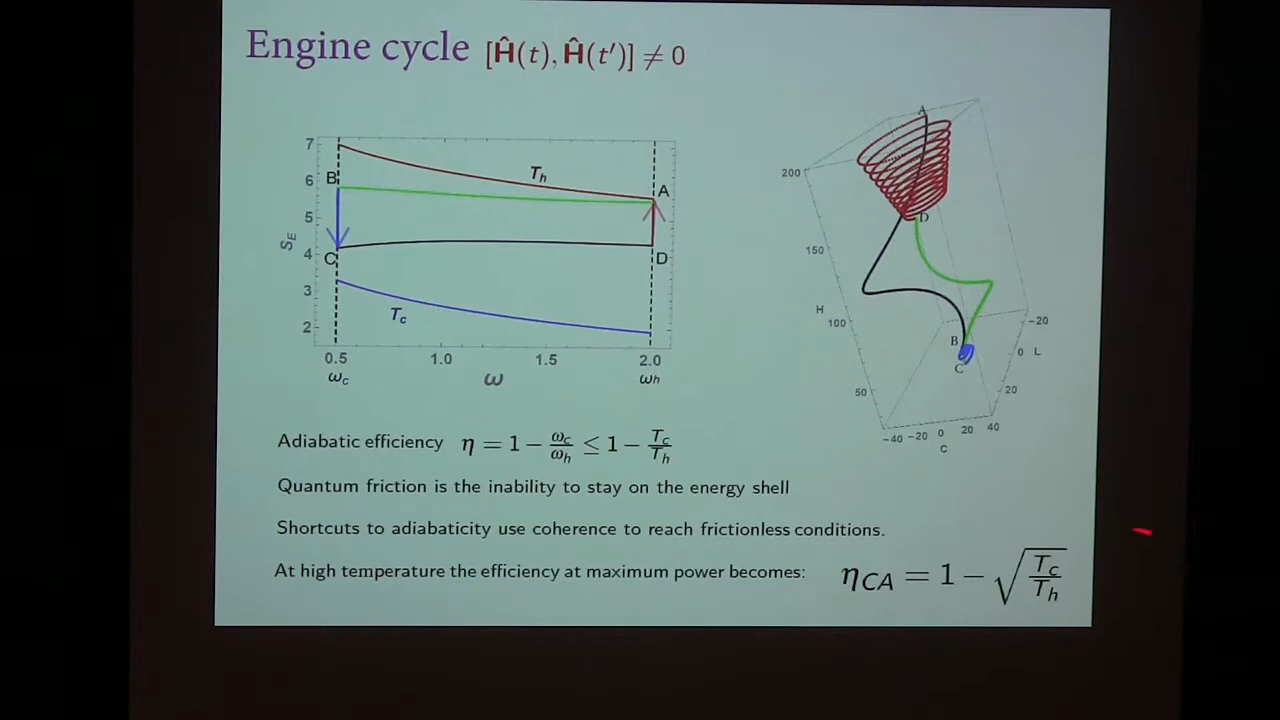 Engine cycle [Ĥ(t), Ĥ(t′)] ≠ 0
7
6
5
4
3
2
S_E
B
C
A
D
T_h
T_c
0.5 1.0 1.5 2.0
ω_c ω ω_h
A
200
D
150
H
100
B
C
50
−20
0 L
20
−40 −20 0 20 40
C
Adiabatic efficiency η = 1 − ω_c/ω_h ≤ 1 − T_c/T_h
Quantum friction is the inability to stay on the energy shell
Shortcuts to adiabaticity use coherence to reach frictionless conditions.
At high temperature the efficiency at maximum power becomes: η_CA = 1 − √(T_c/T_h)